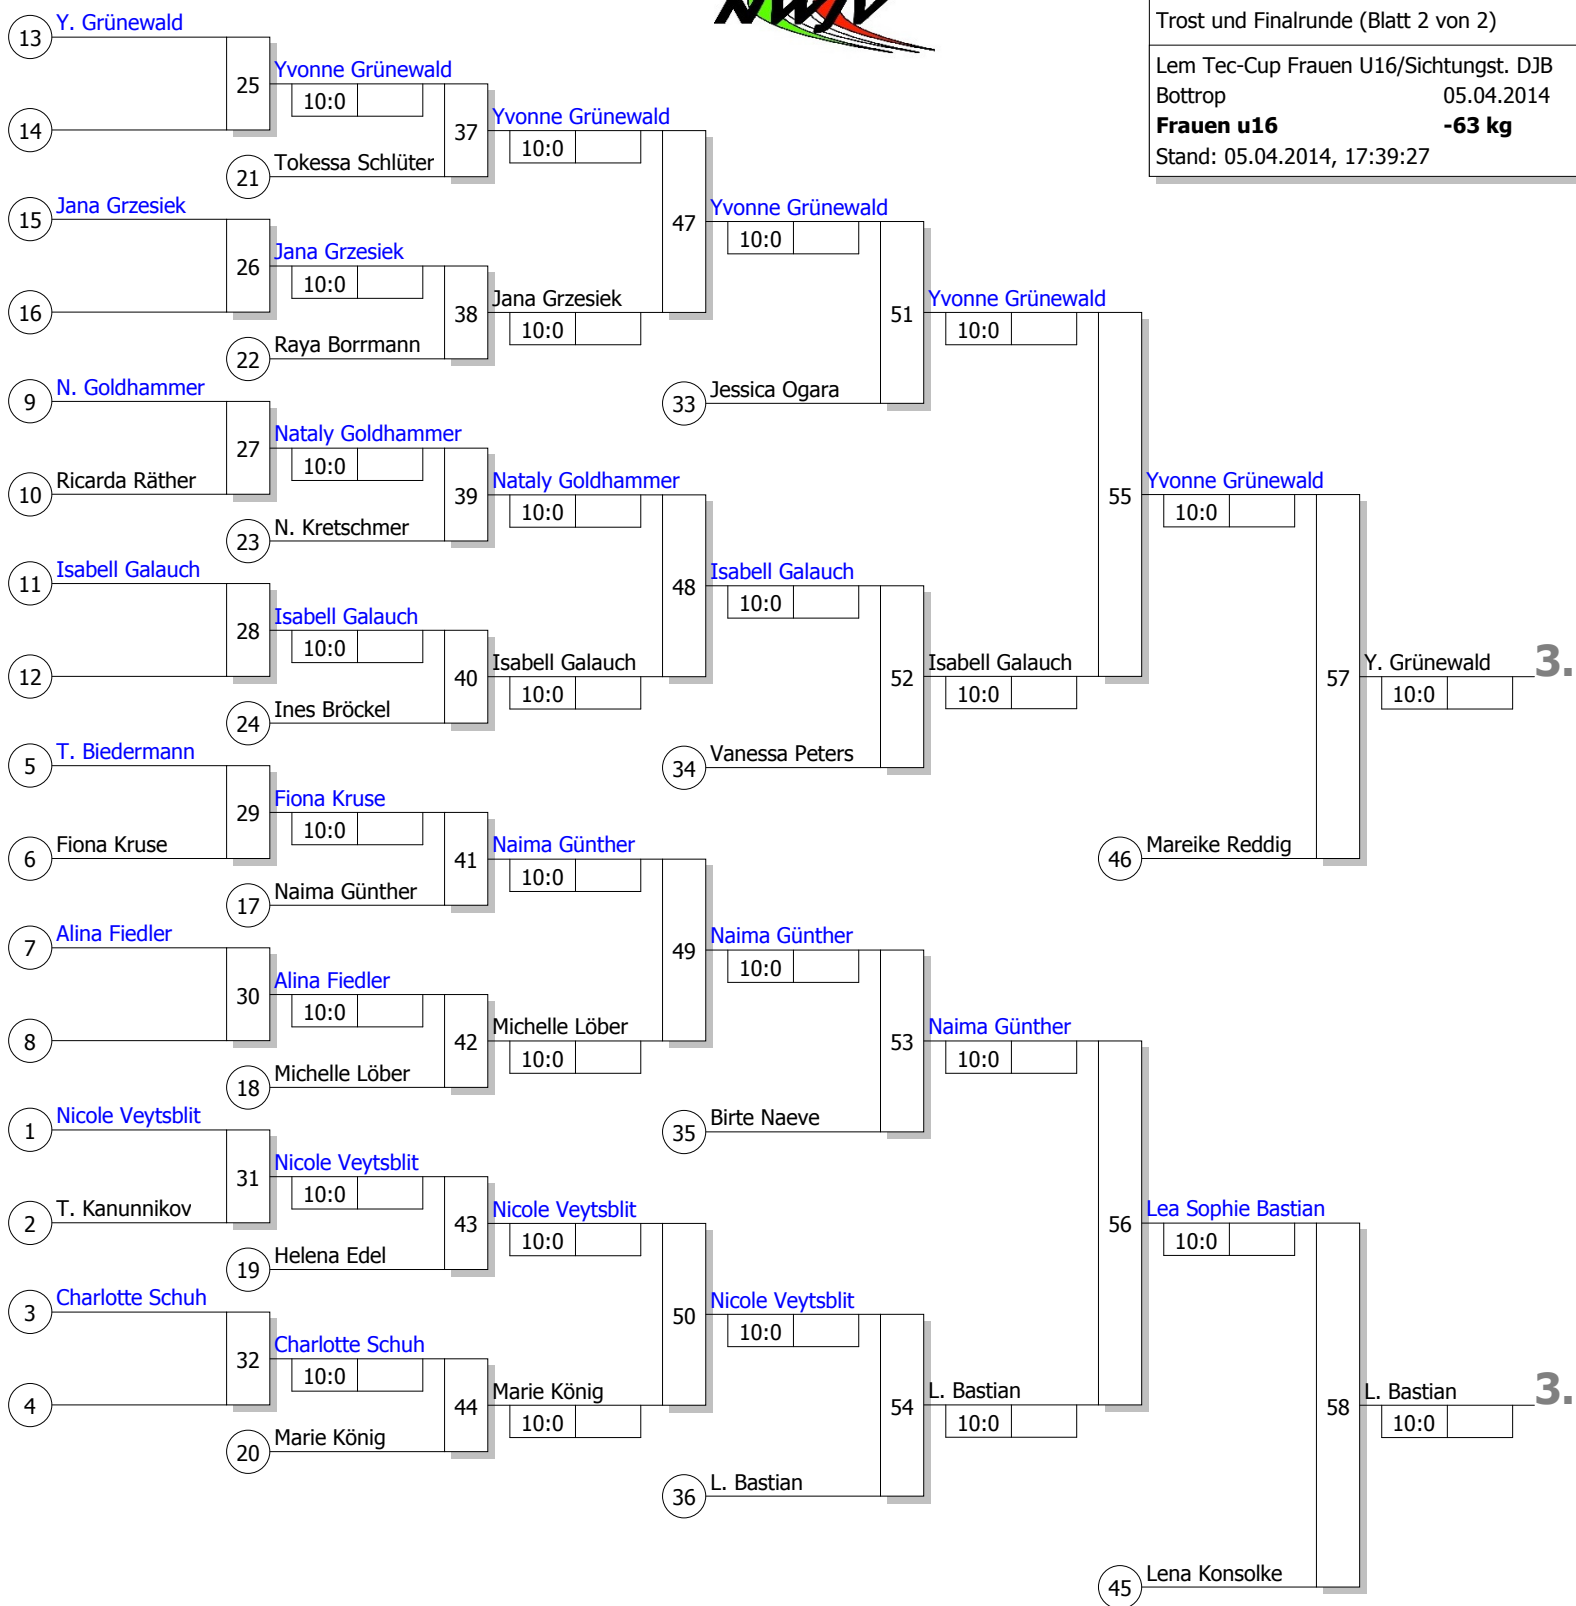 NWJV
Trost und Finalrunde (Blatt 2 von 2)
Lem Tec-Cup Frauen U16/Sichtungst. DJB
Bottrop 05.04.2014
Frauen u16 -63 kg
Stand: 05.04.2014, 17:39:27
13 Y. Grünewald
14
25
Yvonne Grünewald
10:0
21 Tokessa Schlüter
37
Yvonne Grünewald
10:0
15 Jana Grzesiek
16
26
Jana Grzesiek
10:0
22 Raya Borrmann
38
Jana Grzesiek
10:0
47
Yvonne Grünewald
10:0
33 Jessica Ogara
51
Yvonne Grünewald
10:0
9 N. Goldhammer
10 Ricarda Räther
27
Nataly Goldhammer
10:0
23 N. Kretschmer
39
Nataly Goldhammer
10:0
11 Isabell Galauch
12
28
Isabell Galauch
10:0
24 Ines Bröckel
40
Isabell Galauch
10:0
48
Isabell Galauch
10:0
34 Vanessa Peters
52
Isabell Galauch
10:0
55
Yvonne Grünewald
10:0
46 Mareike Reddig
57
Y. Grünewald 3.
10:0
5 T. Biedermann
6 Fiona Kruse
29
Fiona Kruse
10:0
17 Naima Günther
41
Naima Günther
10:0
7 Alina Fiedler
8
30
Alina Fiedler
10:0
18 Michelle Löber
42
Michelle Löber
10:0
49
Naima Günther
10:0
35 Birte Naeve
53
Naima Günther
10:0
1 Nicole Veytsblit
2 T. Kanunnikov
31
Nicole Veytsblit
10:0
19 Helena Edel
43
Nicole Veytsblit
10:0
3 Charlotte Schuh
4
32
Charlotte Schuh
10:0
20 Marie König
44
Marie König
10:0
50
Nicole Veytsblit
10:0
36 L. Bastian
54
L. Bastian
10:0
56
Lea Sophie Bastian
10:0
45 Lena Konsolke
58
L. Bastian 3.
10:0